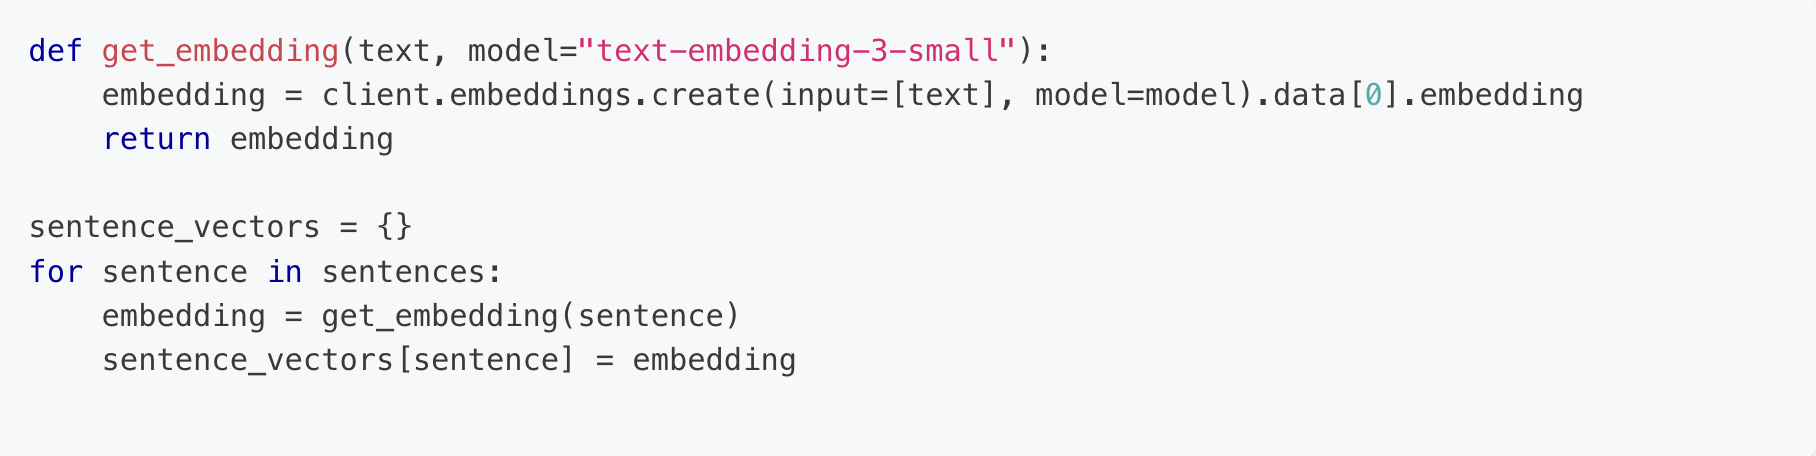 def get_embedding(text, model="text-embedding-3-small"):
    embedding = client.embeddings.create(input=[text], model=model).data[0].embedding
    return embedding

sentence_vectors = {}
for sentence in sentences:
    embedding = get_embedding(sentence)
    sentence_vectors[sentence] = embedding